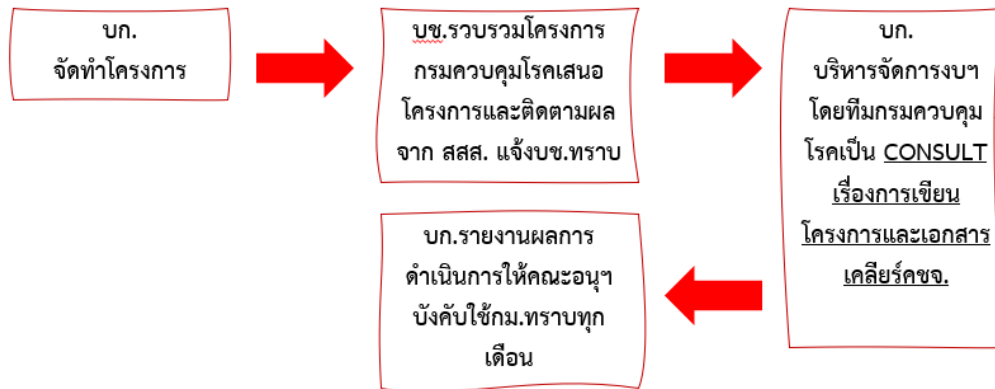 บก.
จัดทำโครงการ
บช.รวบรวมโครงการ
กรมควบคุมโรคเสนอ
โครงการและติดตามผล
จาก สสส. แจ้งบช.ทราบ
บก.
บริหารจัดการงบฯ
โดยทีมกรมควบคุม
โรคเป็น CONSULT
เรื่องการเขียน
โครงการและเอกสาร
เคลียร์คชจ.
บก.รายงานผลการ
ดำเนินการให้คณะอนุฯ
บังคับใช้กม.ทราบทุก
เดือน